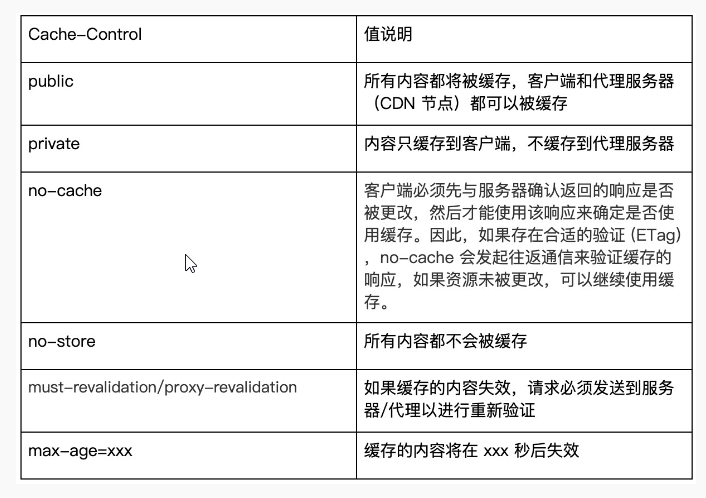 Cache-Control
值说明
public
所有内容都将被缓存，客户端和代理服务器
（CDN 节点）都可以被缓存
private
内容只缓存到客户端，不缓存到代理服务器
no-cache
客户端必须先与服务器确认返回的响应是否
被更改，然后才能使用该响应来确定是否使
用缓存。因此，如果存在合适的验证 (ETag)
，no-cache 会发起往返通信来验证缓存的
响应，如果资源未被更改，可以继续使用缓
存。
no-store
所有内容都不会被缓存
must-revalidation/proxy-revalidation
如果缓存的内容失效，请求必须发送到服务
器/代理以进行重新验证
max-age=xxx
缓存的内容将在 xxx 秒后失效